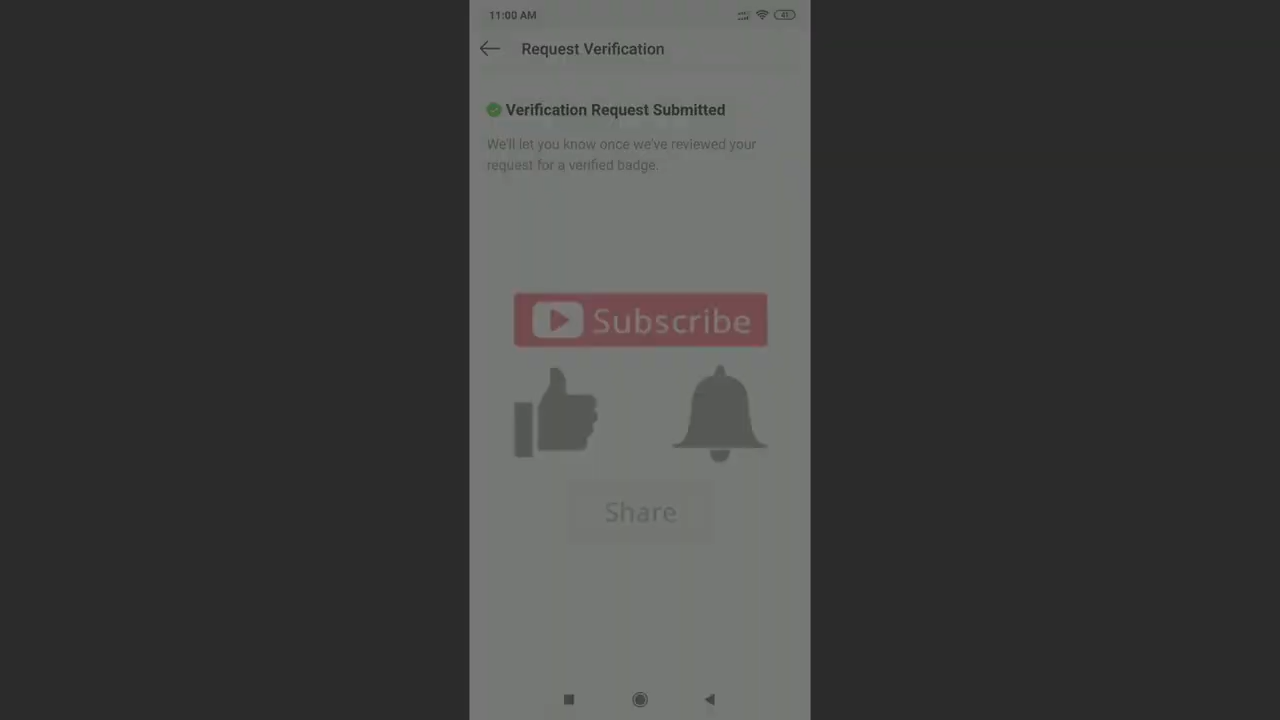 11:00 AM
41
Request Verification
Verification Request Submitted
We'll let you know once we've reviewed your
request for a verified badge.
Subscribe
Share